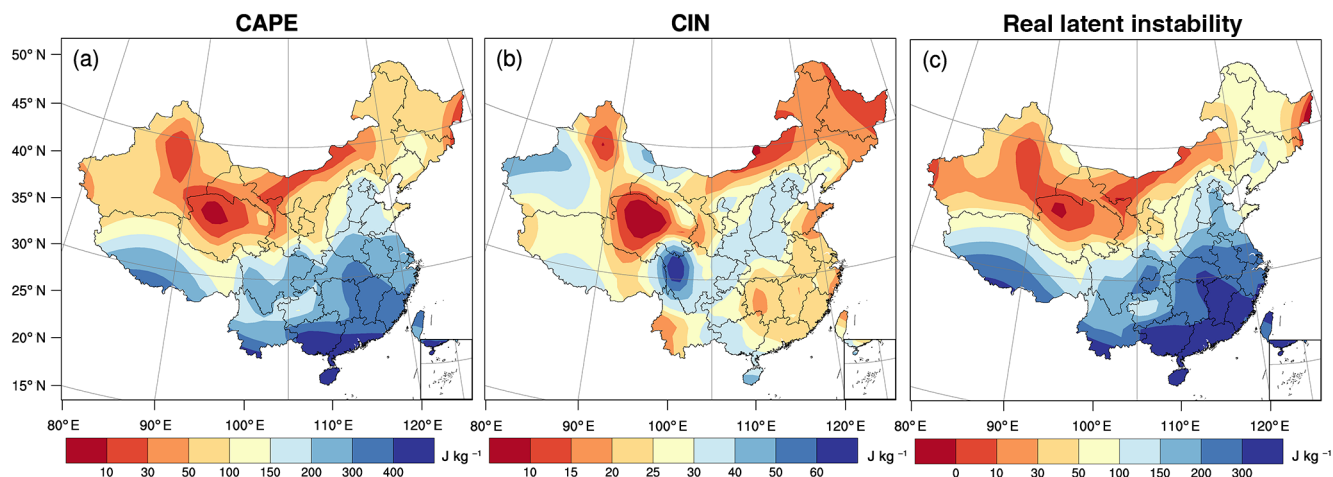 CAPE CIN Real latent instability
(a) (b) (c)
50° N
45° N
40° N
35° N
30° N
25° N
20° N
15° N
80° E 90° E 100° E 110° E 120° E 80° E 90° E 100° E 110° E 120° E 80° E 90° E 100° E 110° E 120° E
J kg⁻¹ J kg⁻¹ J kg⁻¹
10 30 50 100 150 200 300 400 10 15 20 25 30 40 50 60 0 10 30 50 100 150 200 300